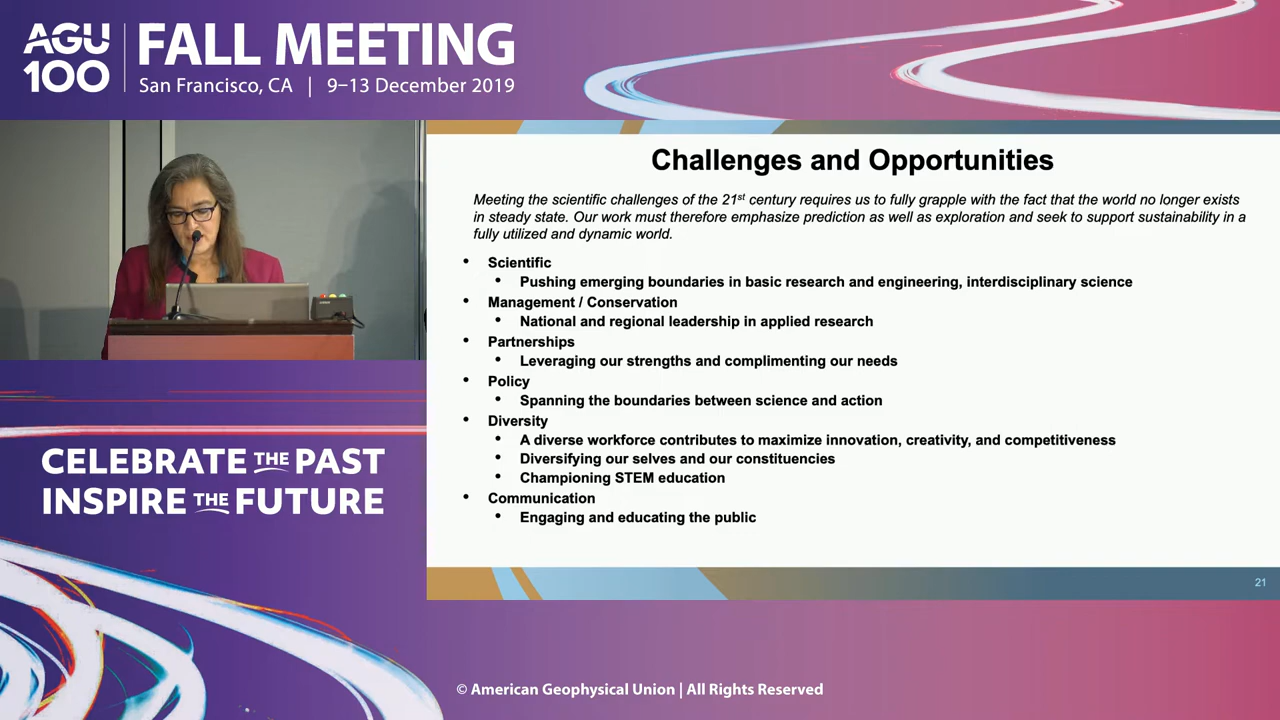 AGU
100
FALL MEETING
San Francisco, CA | 9–13 December 2019
Challenges and Opportunities
Meeting the scientific challenges of the 21st century requires us to fully grapple with the fact that the world no longer exists
in steady state. Our work must therefore emphasize prediction as well as exploration and seek to support sustainability in a
fully utilized and dynamic world.
• Scientific
• Pushing emerging boundaries in basic research and engineering, interdisciplinary science
• Management / Conservation
• National and regional leadership in applied research
• Partnerships
• Leveraging our strengths and complimenting our needs
• Policy
• Spanning the boundaries between science and action
• Diversity
• A diverse workforce contributes to maximize innovation, creativity, and competitiveness
• Diversifying our selves and our constituencies
• Championing STEM education
• Communication
• Engaging and educating the public
21
CELEBRATE THE PAST
INSPIRE THE FUTURE
© American Geophysical Union | All Rights Reserved